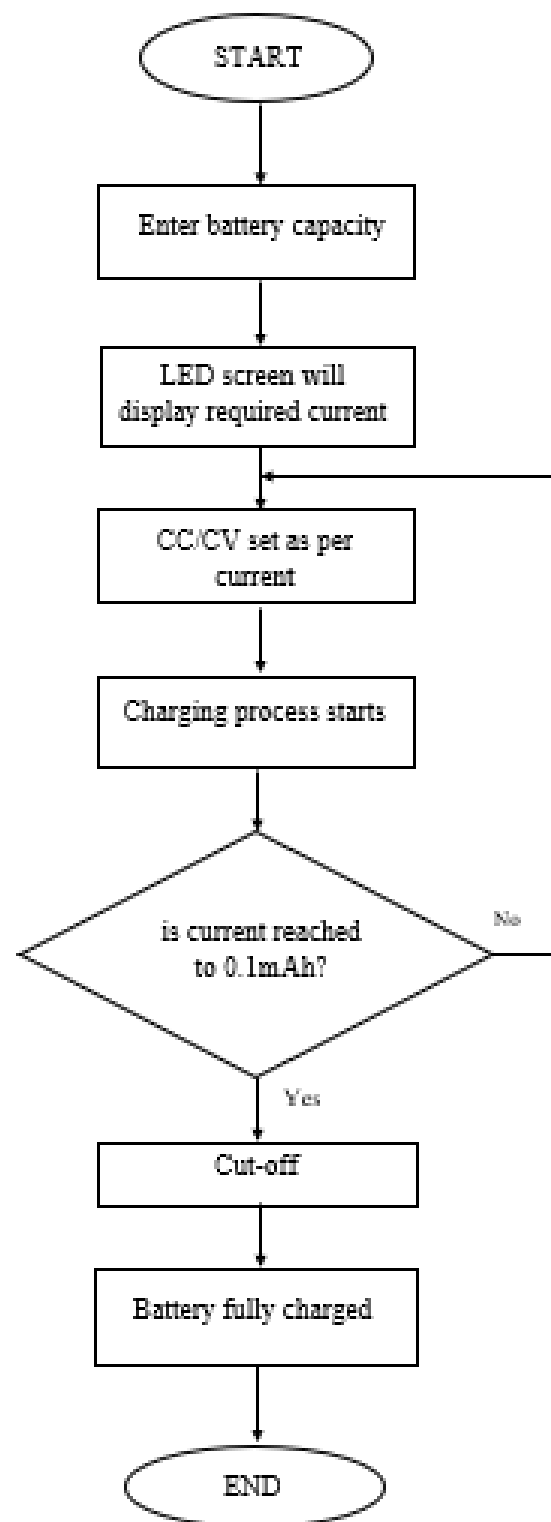 START
Enter battery capacity
LED screen will
display required current
CC/CV set as per
current
Charging process starts
is current reached
to 0.1mAh?
No
Yes
Cut-off
Battery fully charged
END